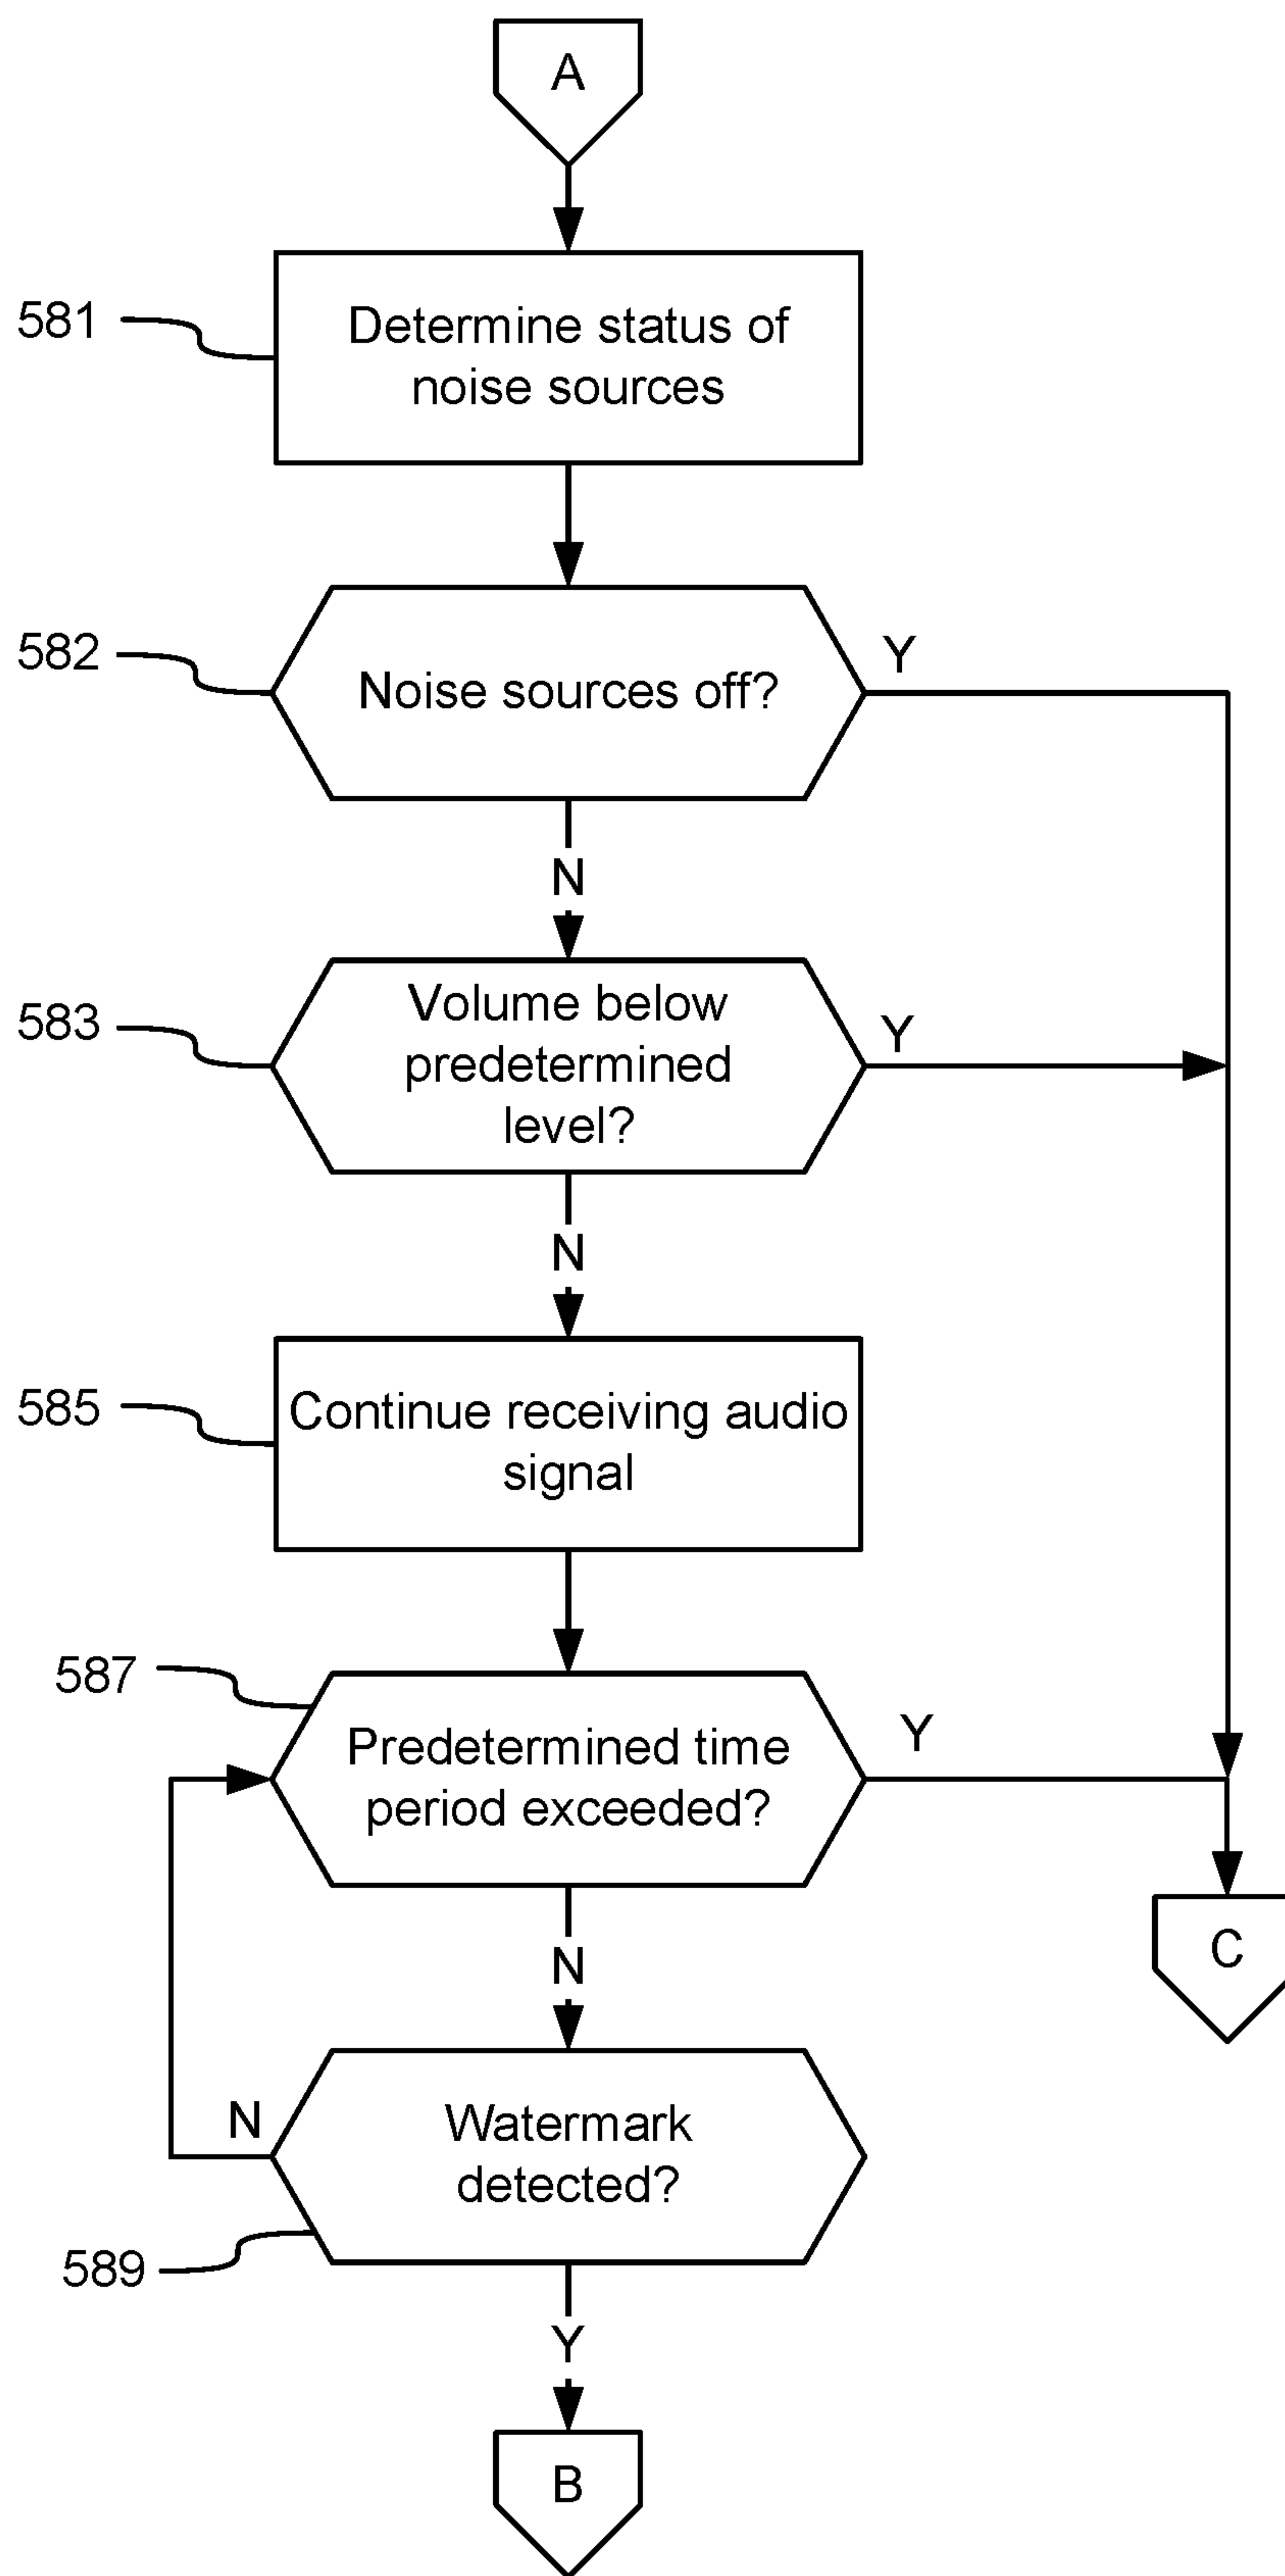 A
581
Determine status of
noise sources
582
Noise sources off?
Y
N
583
Volume below
predetermined
level?
Y
N
585
Continue receiving audio
signal
587
Predetermined time
period exceeded?
Y
N
C
Watermark
detected?
N
589
Y
B